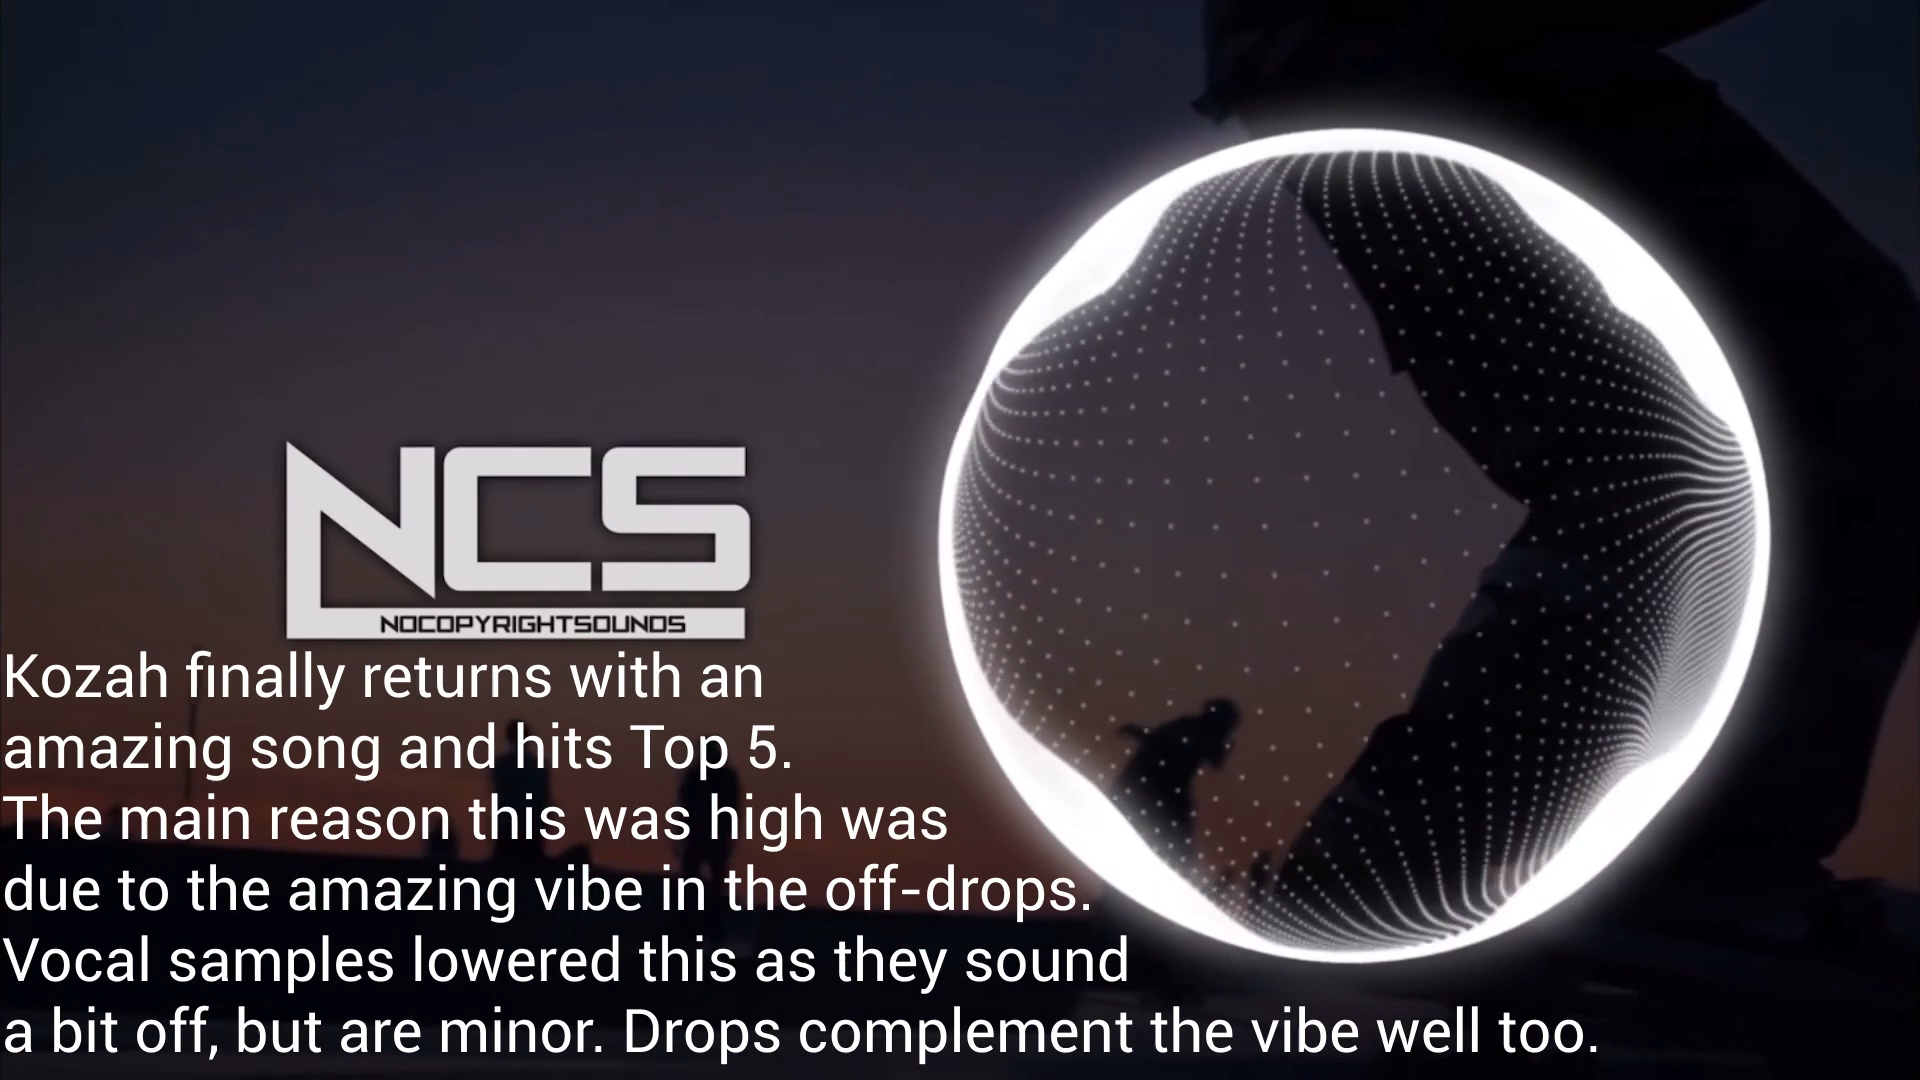 NCS
NOCOPYRIGHTSOUNDS
Kozah finally returns with an
amazing song and hits Top 5.
The main reason this was high was
due to the amazing vibe in the off-drops.
Vocal samples lowered this as they sound
a bit off, but are minor. Drops complement the vibe well too.